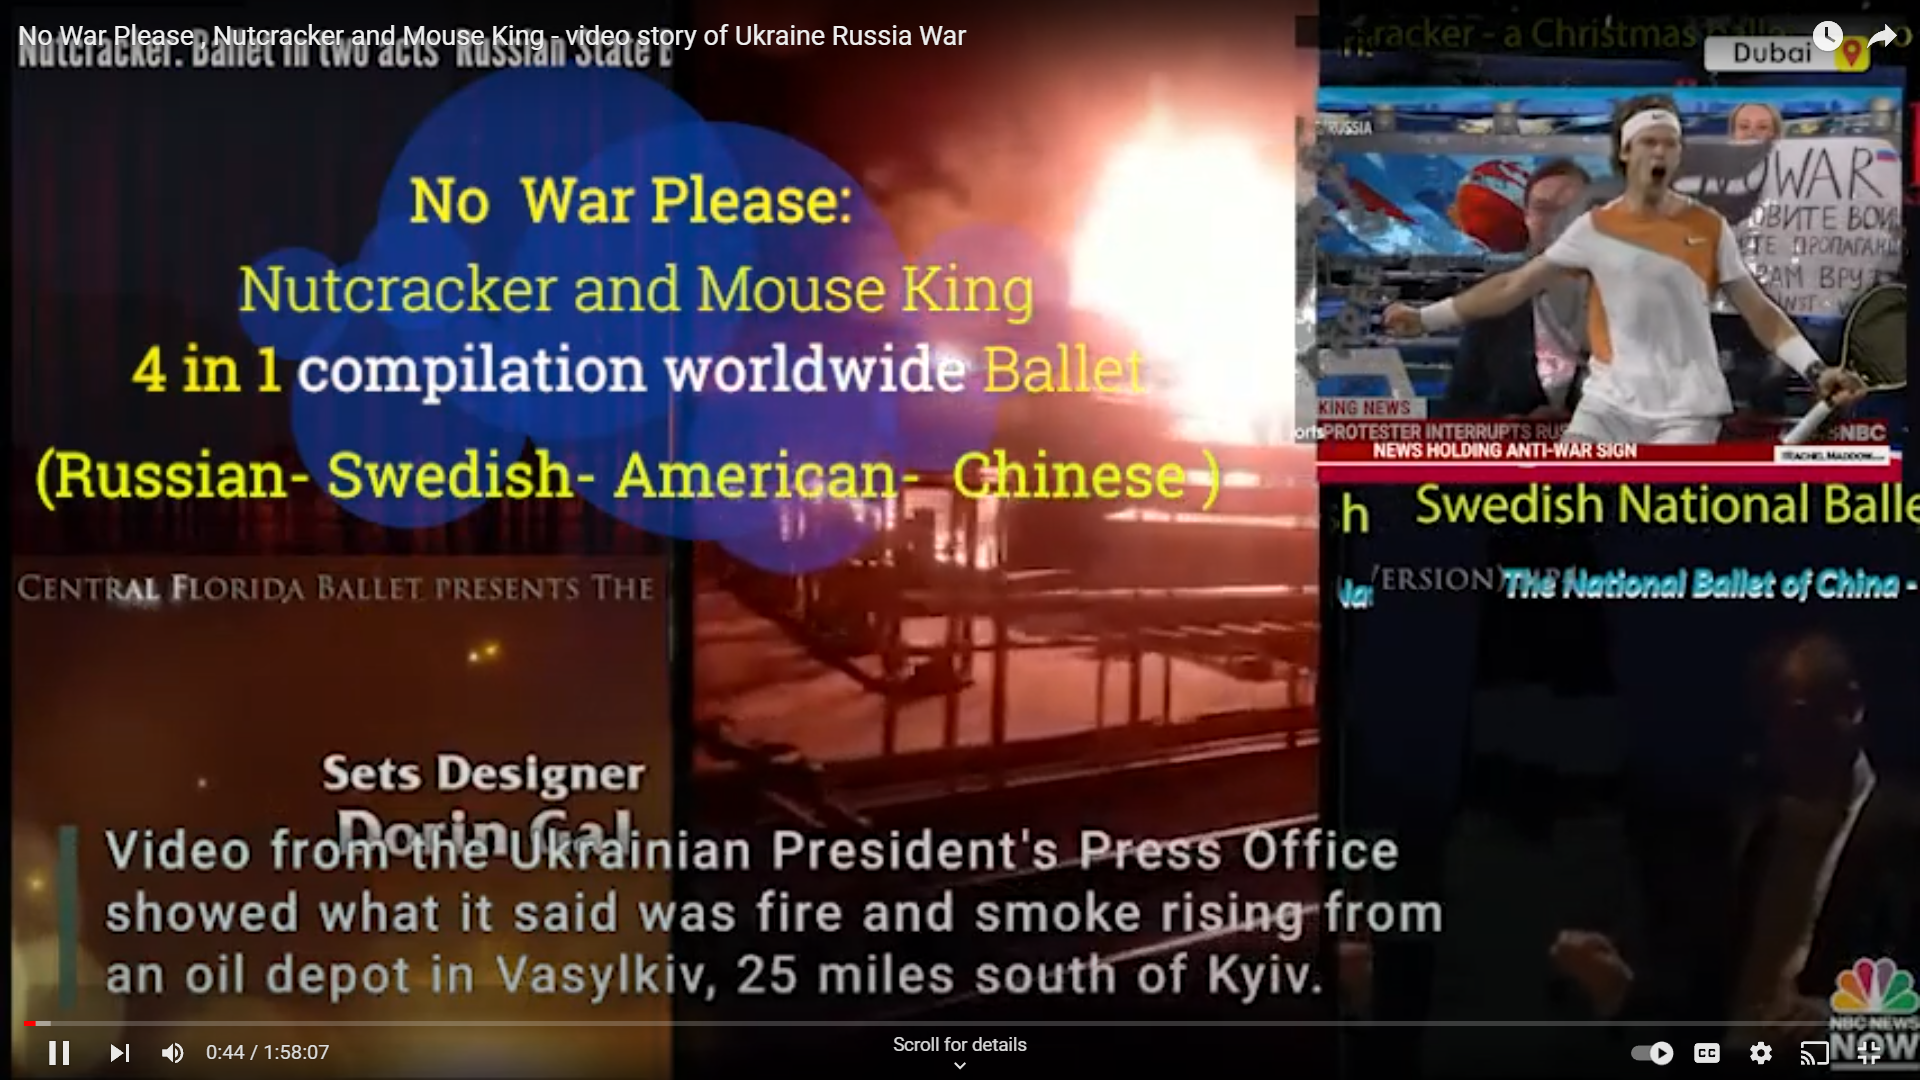 No War Please , Nutcracker and Mouse King - video story of Ukraine Russia War
Nutcracker: Ballet in two acts Russian State B
racker - a Christmas
Dubai
RUSSIA
No War Please:
WAR
ОВИТЕ ВОЙ
ТЕ ПРОПАГАН
ВАМ ВРУ
Nutcracker and Mouse King
4 in 1 compilation worldwide Ballet
KING NEWS
PROTESTER INTERRUPTS RUS
NBC
NEWS HOLDING ANTI-WAR SIGN
(Russian- Swedish- American- Chinese )
h Swedish National Balle
CENTRAL FLORIDA BALLET PRESENTS THE
ERSION)
The National Ballet of China -
Sets Designer
Dorin Gal
Video from the Ukrainian President's Press Office
showed what it said was fire and smoke rising from
an oil depot in Vasylkiv, 25 miles south of Kyiv.
NBC NEWS
NOW
0:44 / 1:58:07
Scroll for details
CC